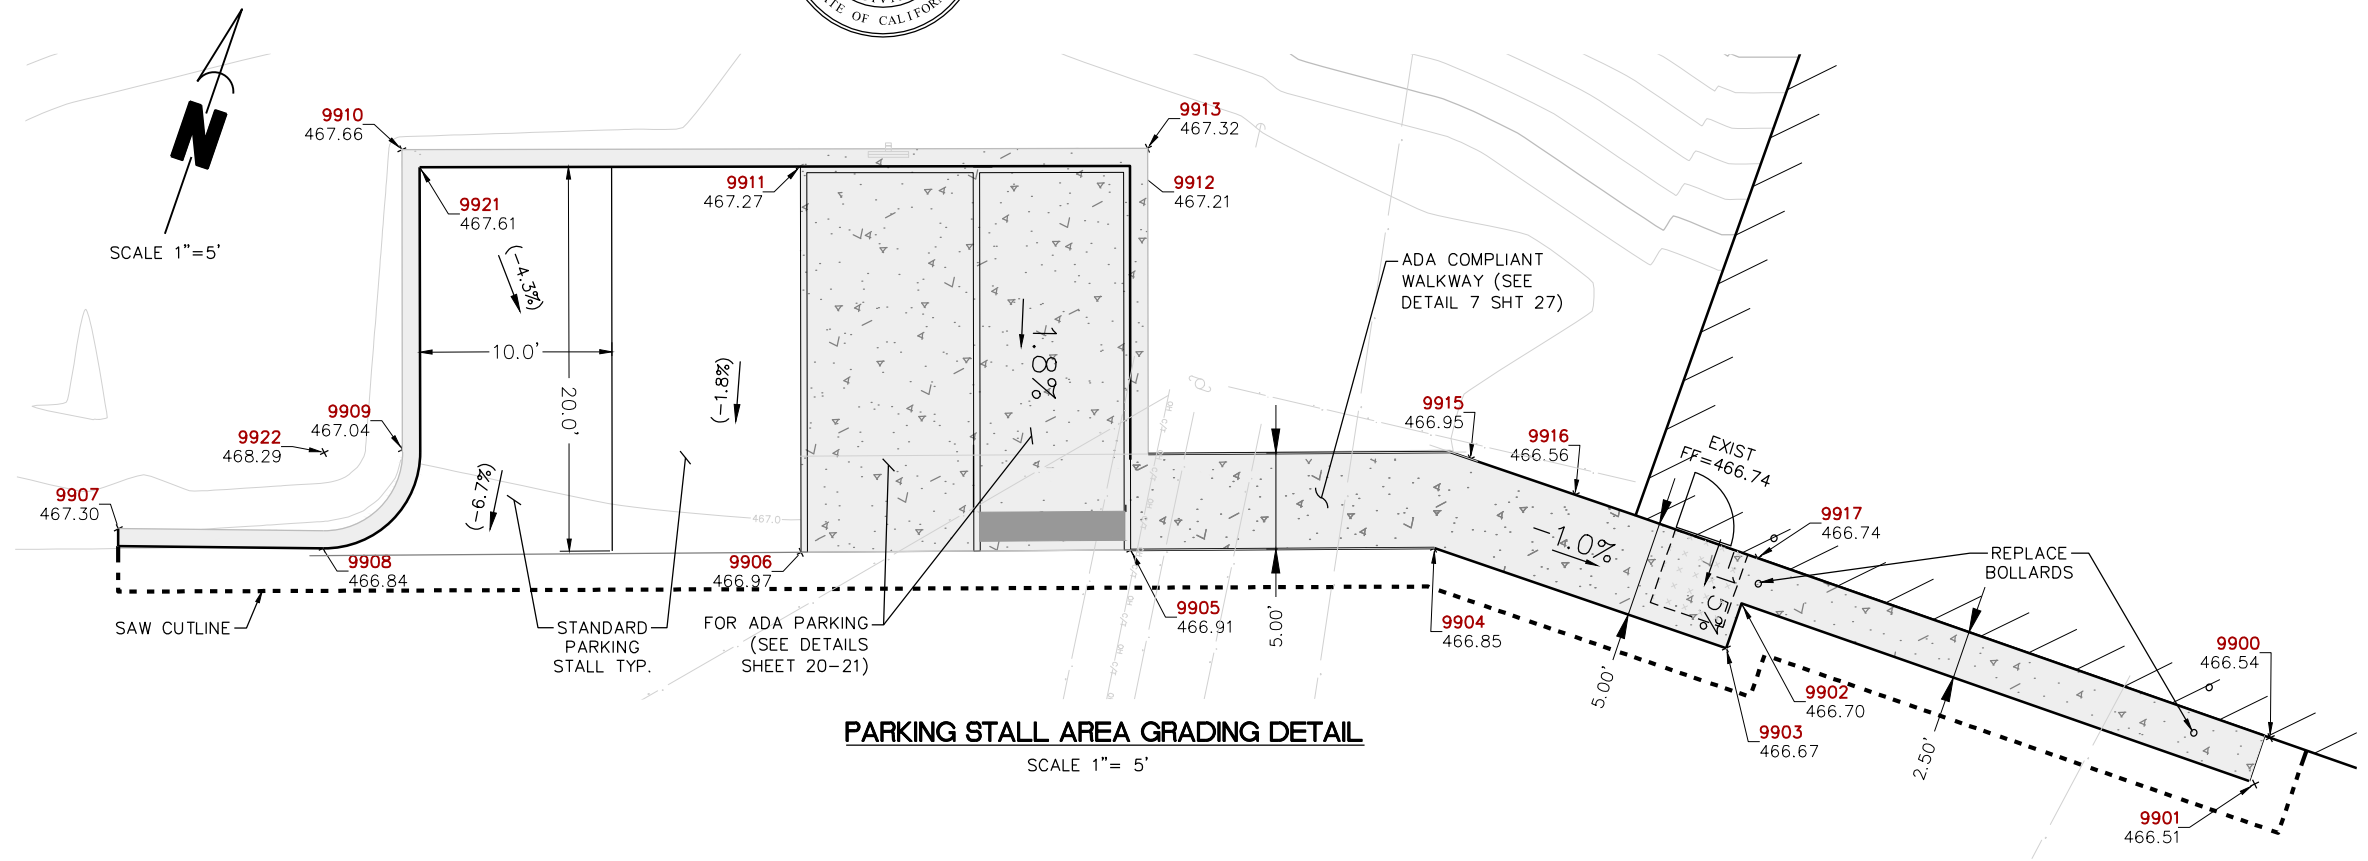 STATE OF CALIFORNIA
N
SCALE 1"=5'
9910
467.66
9913
467.32
9921
467.61
9911
467.27
9912
467.21
(-4.3%)
10.0'
20.0'
(-1.8%)
1.8%
ADA COMPLIANT
WALKWAY (SEE
DETAIL 7 SHT 27)
9909
467.04
9922
468.29
9907
467.30
(-6.7%)
467.0
9915
466.95
9916
466.56
EXIST
FF=466.74
9917
466.74
-1.0%
REPLACE
BOLLARDS
9908
466.84
9906
466.97
SAW CUTLINE
STANDARD
PARKING
STALL TYP.
FOR ADA PARKING
(SEE DETAILS
SHEET 20-21)
9905
466.91
5.00'
9904
466.85
5.00'
9902
466.70
9903
466.67
2.50'
9900
466.54
9901
466.51
PARKING STALL AREA GRADING DETAIL
SCALE 1"= 5'